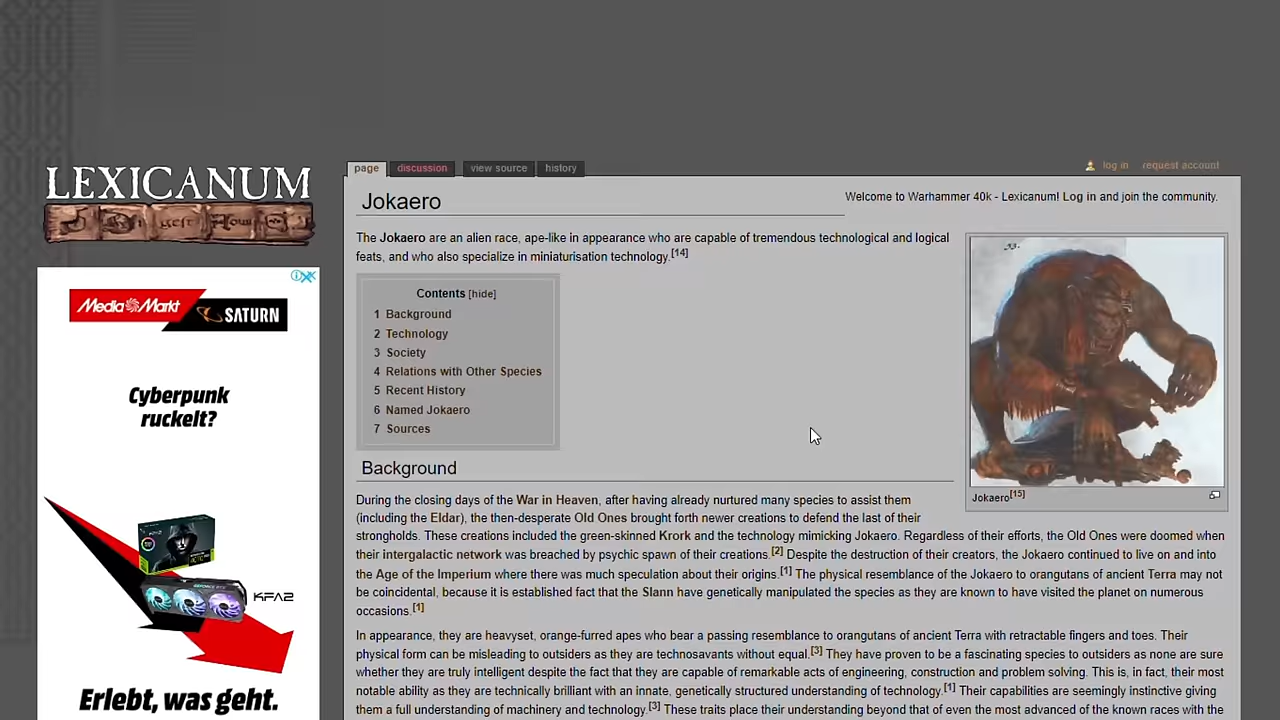 LEXICANUM
page
discussion
view source
history
log in
request account
Jokaero
Welcome to Warhammer 40k - Lexicanum! Log in and join the community.
The Jokaero are an alien race, ape-like in appearance who are capable of tremendous technological and logical
feats, and who also specialize in miniaturisation technology.[14]
Contents [hide]
1 Background
2 Technology
3 Society
4 Relations with Other Species
5 Recent History
6 Named Jokaero
7 Sources
Jokaero[15]
Background
During the closing days of the War in Heaven, after having already nurtured many species to assist them
(including the Eldar), the then-desperate Old Ones brought forth newer creations to defend the last of their
strongholds. These creations included the green-skinned Krork and the technology mimicking Jokaero. Regardless of their efforts, the Old Ones were doomed when
their intergalactic network was breached by psychic spawn of their creations.[2] Despite the destruction of their creators, the Jokaero continued to live on and into
the Age of the Imperium where there was much speculation about their origins.[1] The physical resemblance of the Jokaero to orangutans of ancient Terra may not
be coincidental, because it is established fact that the Slann have genetically manipulated the species as they are known to have visited the planet on numerous
occasions.[1]
In appearance, they are heavyset, orange-furred apes who bear a passing resemblance to orangutans of ancient Terra with retractable fingers and toes. Their
physical form can be misleading to outsiders as they are technosavants without equal.[3] They have proven to be a fascinating species to outsiders as none are sure
whether they are truly intelligent despite the fact that they are capable of remarkable acts of engineering, construction and problem solving. This is, in fact, their most
notable ability as they are technically brilliant with an innate, genetically structured understanding of technology.[1] Their capabilities are seemingly instinctive giving
them a full understanding of machinery and technology.[3] These traits place their understanding beyond that of even the most advanced of the known races with the
Media Markt
SATURN
Cyberpunk
ruckelt?
KFA2
Erlebt, was geht.